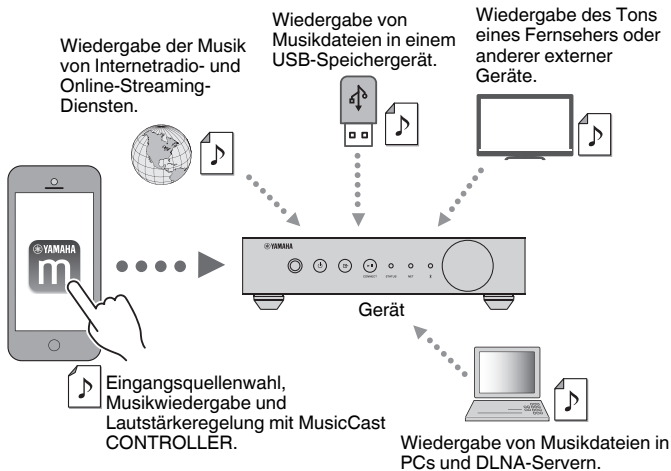 Wiedergabe der Musik
von Internetradio- und
Online-Streaming-
Diensten.
Wiedergabe von
Musikdateien in einem
USB-Speichergerät.
Wiedergabe des Tons
eines Fernsehers oder
anderer externer
Geräte.
YAMAHA
m
YAMAHA
CONNECT
STATUS
NET
Gerät
Eingangsquellenwahl,
Musikwiedergabe und
Lautstärkeregelung mit MusicCast
CONTROLLER.
Wiedergabe von Musikdateien in
PCs und DLNA-Servern.